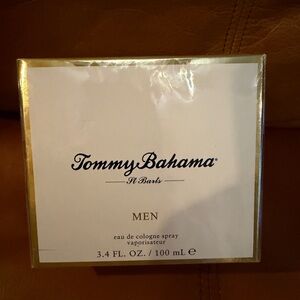 Tommy Bahama®
St Barts
MEN
eau de cologne spray
vaporisateur
3.4 FL. OZ. / 100 mL ℮